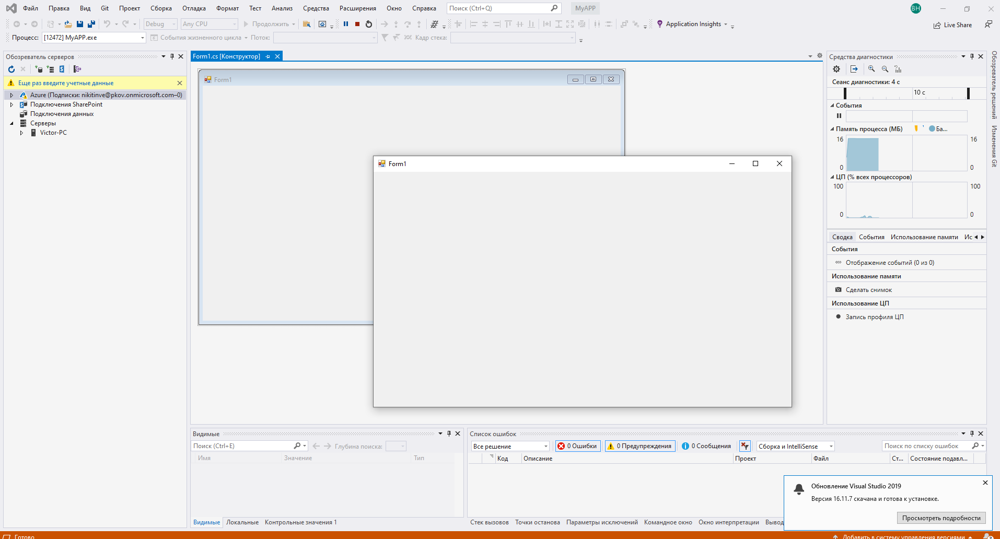 Файл Правка Вид Git Проект Сборка Отладка Формат Тест Анализ Средства Расширения Окно Справка Поиск (Ctrl+Q) MyAPP ВН
Debug Any CPU Продолжить Application Insights Live Share
Процесс: [12472] MyAPP.exe События жизненного цикла Поток: Кадр стека:
Обозреватель серверов
Еще раз введите учетные данные
Azure (Подписки: nikitinve@pkov.onmicrosoft.com–0)
Подключения SharePoint
Подключения данных
Серверы
Victor-PC
Form1.cs [Конструктор]
Form1
Form1
Средства диагностики
Сеанс диагностики: 4 с
10 с
События
Память процесса (МБ) Ба...
16 16
0 0
ЦП (% всех процессоров)
100 100
0 0
Сводка События Использование памяти Ис
События
Отображение событий (0 из 0)
Использование памяти
Сделать снимок
Использование ЦП
Запись профиля ЦП
Обозреватель решений
Изменения Git
Видимые
Поиск (Ctrl+E) Глубина поиска:
Имя Значение Тип
Видимые Локальные Контрольные значения 1
Список ошибок
Все решение 0 Ошибки 0 Предупреждения 0 Сообщения Сборка и IntelliSense Поиск по списку ошибок
Код Описание Проект Файл Ст... Состояние подавл...
Стек вызовов Точки останова Параметры исключений Командное окно Окно интерпретации Вывод
Обновление Visual Studio 2019
Версия 16.11.7 скачана и готова к установке.
Просмотреть подробности
Готово Добавить в систему управления версиями